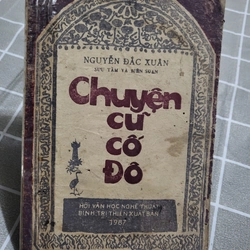 NGUYỄN ĐẮC XUÂN
SƯU TẦM VÀ BIÊN SOẠN
Chuyện
cũ
cố
Đô
HỘI VĂN HỌC NGHỆ THUẬT
BÌNH TRỊ THIÊN XUẤT BẢN
1987